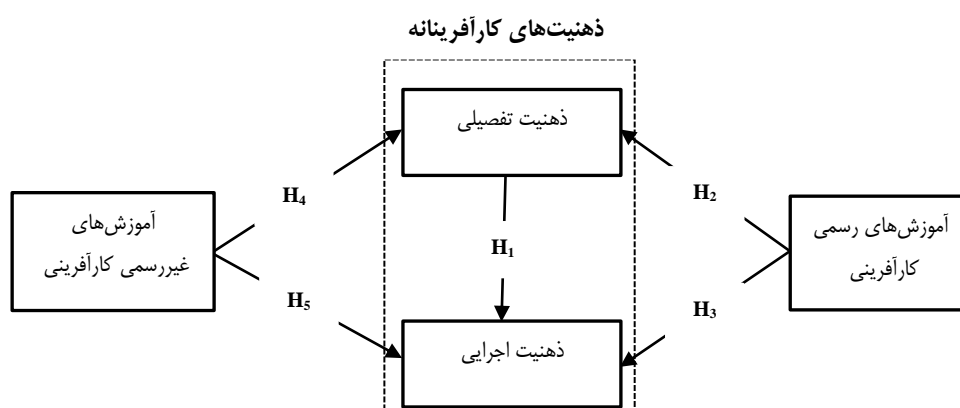 ذهنیت‌های کارآفرینانه
ذهنیت تفصیلی
H₂
H₄
آموزش‌های رسمی
کارآفرینی
آموزش‌های
غیررسمی کارآفرینی
H₁
H₃
H₅
ذهنیت اجرایی